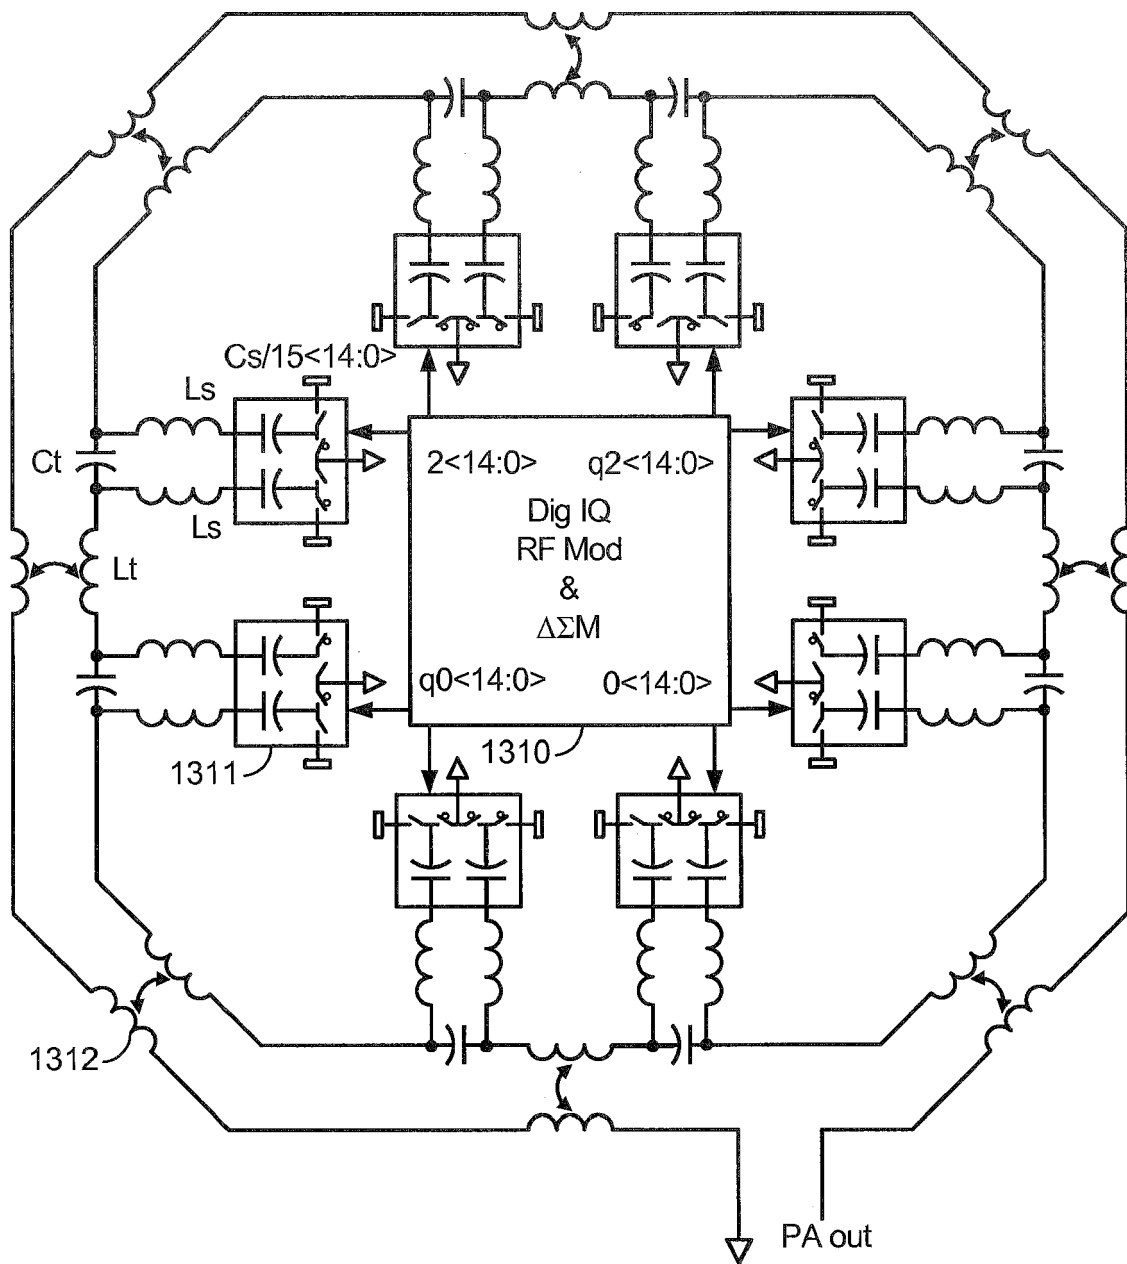 Cs/15<14:0>
Ls
Ct
2<14:0> q2<14:0>
Dig IQ
RF Mod
&
ΔΣM
Ls
Lt
q0<14:0> 0<14:0>
1311
1310
1312
PA out